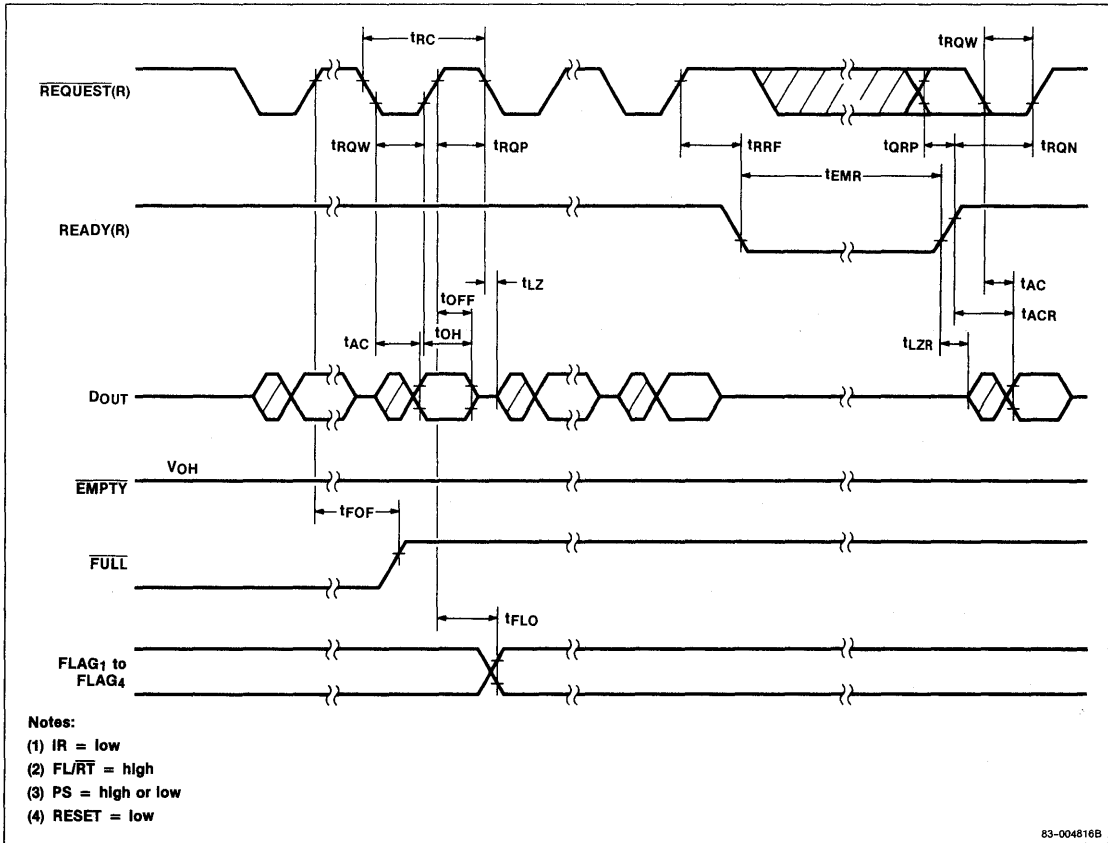 tRC
tRQW
REQUEST(R)
tRQW
tRQP
tRRF
tQRP
tRQN
tEMR
READY(R)
tLZ
tOFF
tAC
tAC
tOH
tACR
tLZR
DOUT
VOH
EMPTY
tFOF
FULL
tFLO
FLAG1 to
FLAG4
Notes:
(1) IR = low
(2) FL/RT = high
(3) PS = high or low
(4) RESET = low
83-004816B